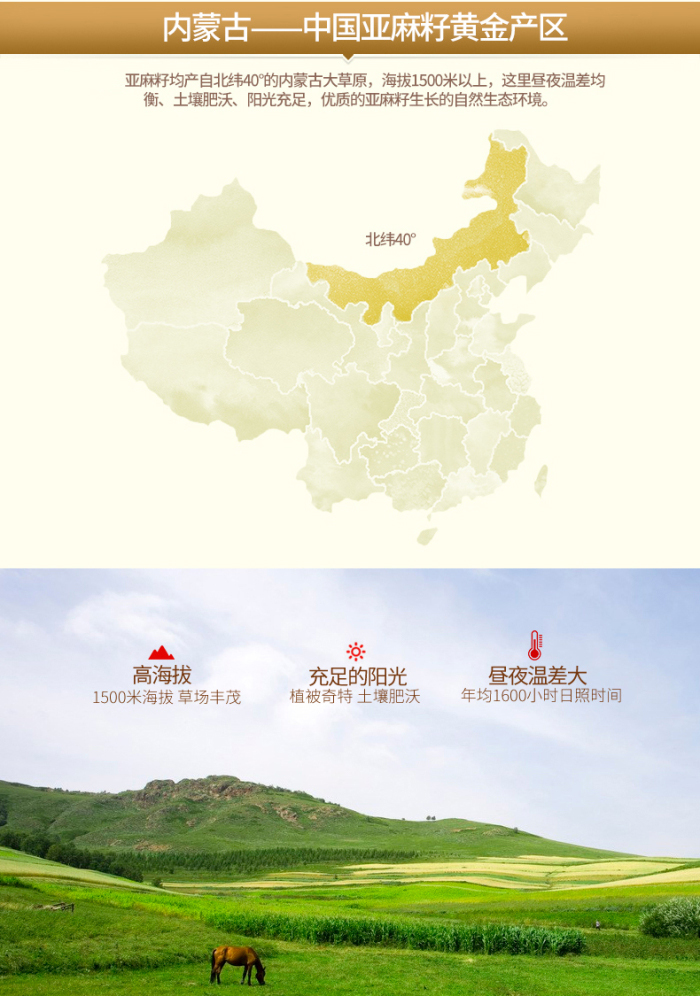 内蒙古——中国亚麻籽黄金产区
亚麻籽均产自北纬40°的内蒙古大草原，海拔1500米以上，这里昼夜温差均
衡、土壤肥沃、阳光充足，优质的亚麻籽生长的自然生态环境。
北纬40°
高海拔
1500米海拔 草场丰茂
充足的阳光
植被奇特 土壤肥沃
昼夜温差大
年均1600小时日照时间